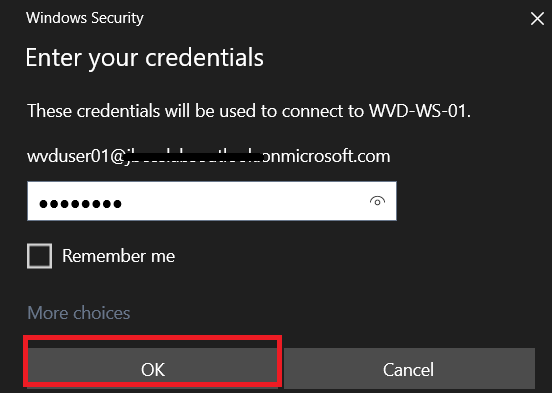 Windows Security
Enter your credentials
These credentials will be used to connect to WVD-WS-01.
wvduser01@ onmicrosoft.com
Remember me
More choices
OK
Cancel